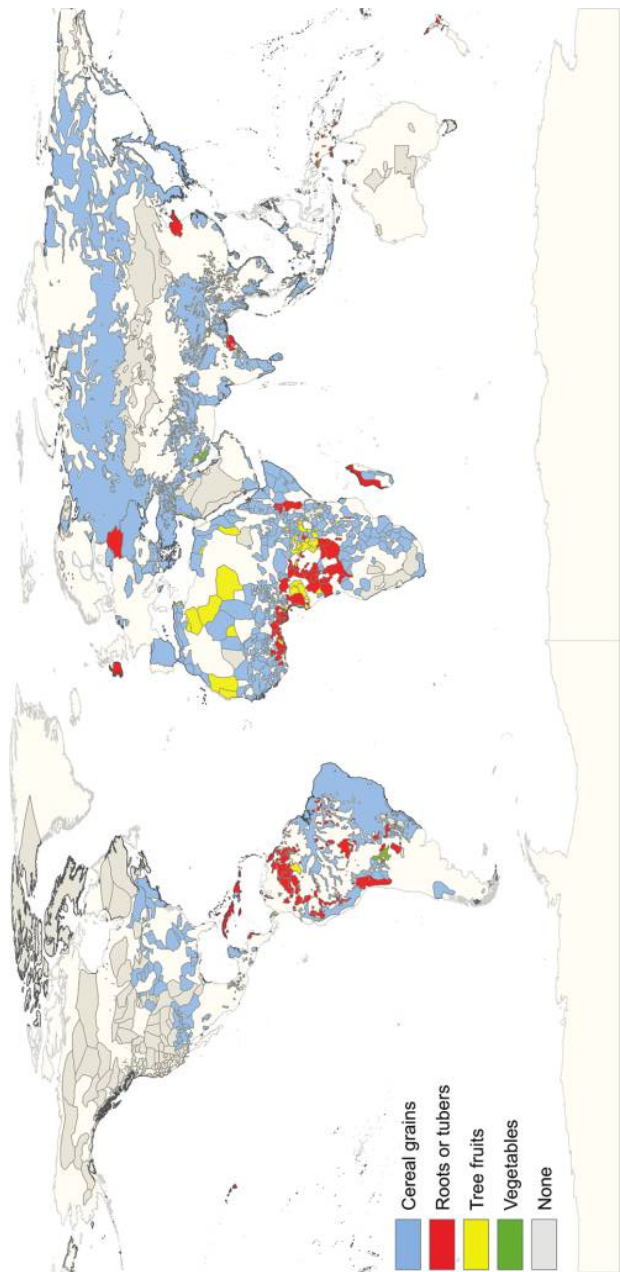 Cereal grains
Roots or tubers
Tree fruits
Vegetables
None